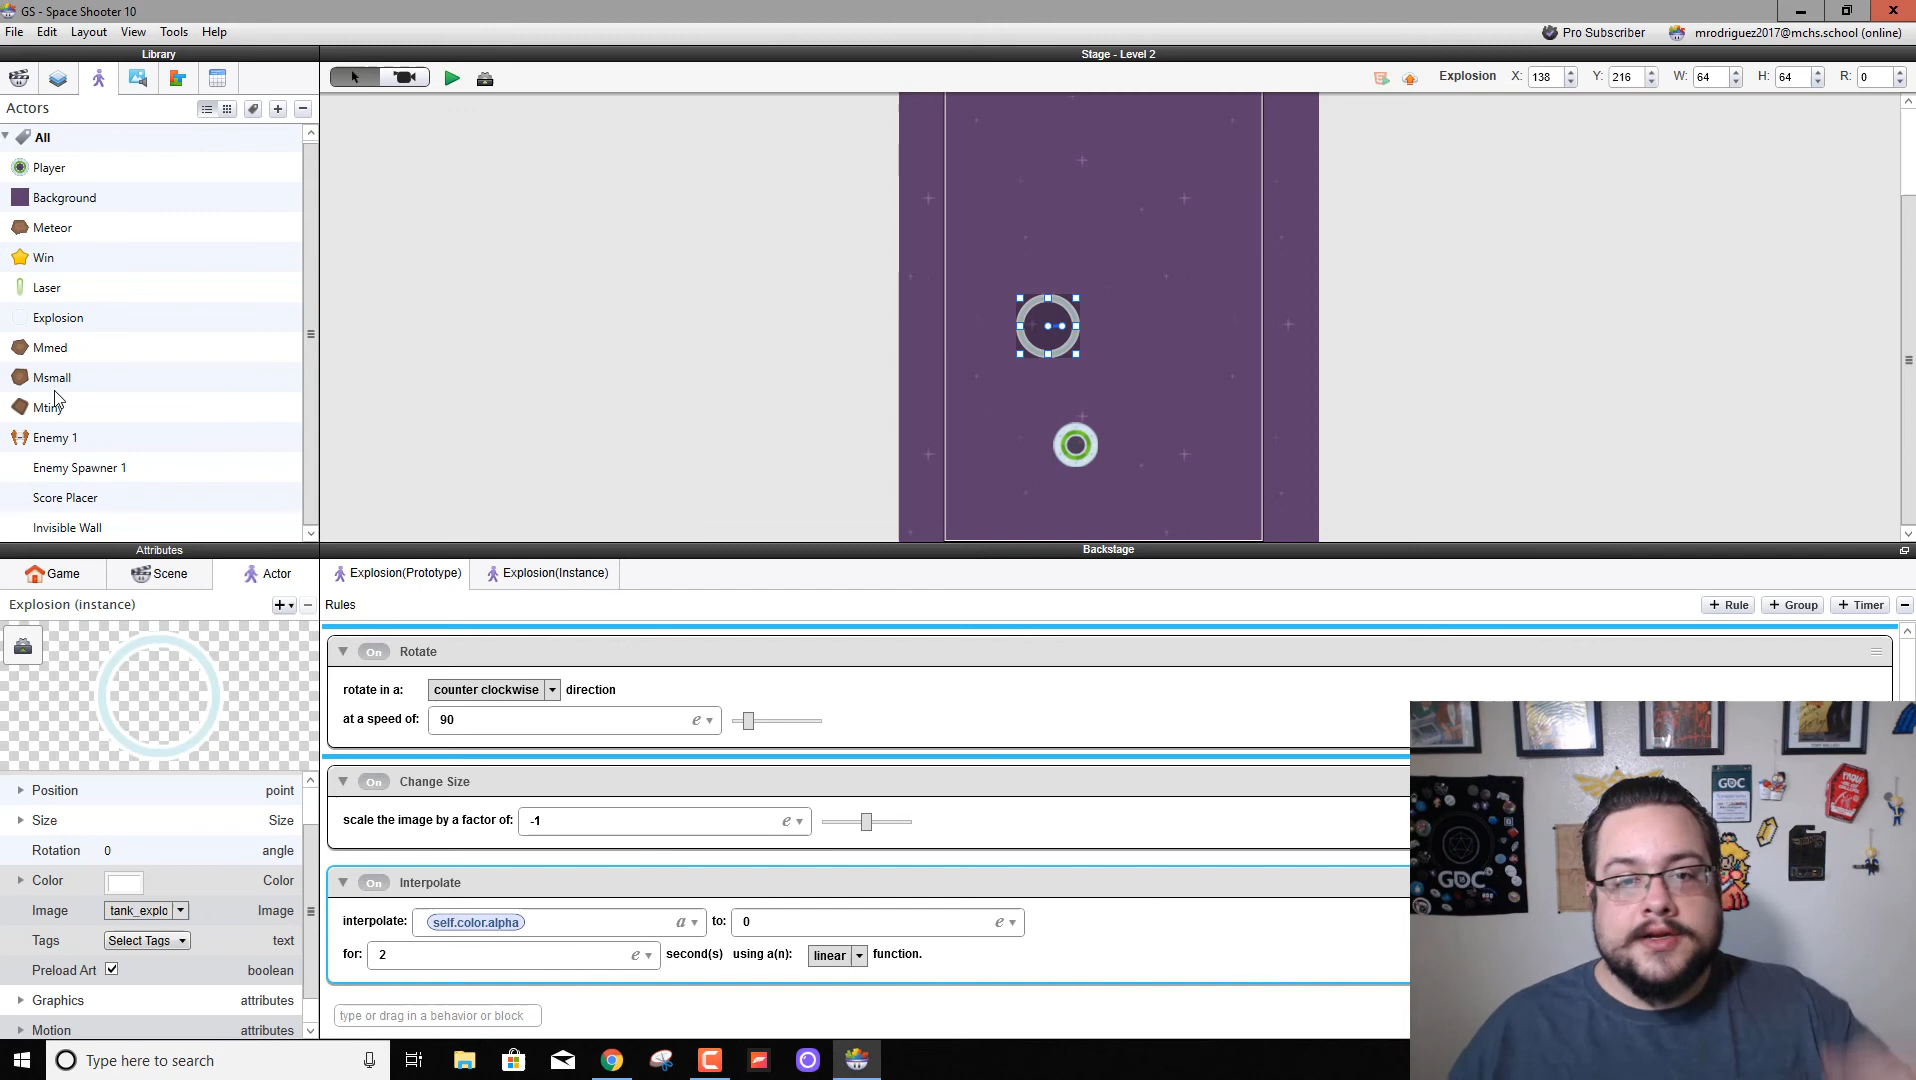 GS - Space Shooter 10
File Edit Layout View Tools Help
Pro Subscriber mrodriguez2017@mchs.school (online)
Library
Stage - Level 2
Explosion X: 138 Y: 216 W: 64 H: 64 R: 0
Actors
All
Player
Background
Meteor
Win
Laser
Explosion
Mmed
Msmall
Mtiny
Enemy 1
Enemy Spawner 1
Score Placer
Invisible Wall
Attributes
Backstage
Game Scene Actor
Explosion(Prototype) Explosion(Instance)
Explosion (instance)
Rules
Rule Group Timer
On Rotate
rotate in a: counter clockwise direction
at a speed of: 90 e
On Change Size
scale the image by a factor of: -1 e
On Interpolate
interpolate: self.color.alpha a to: 0 e
for: 2 e second(s) using a(n): linear function.
type or drag in a behavior or block
Position point
Size Size
Rotation 0 angle
Color Color
Image tank_explo Image
Tags Select Tags text
Preload Art boolean
Graphics attributes
Motion attributes
GDC
GDC
Type here to search